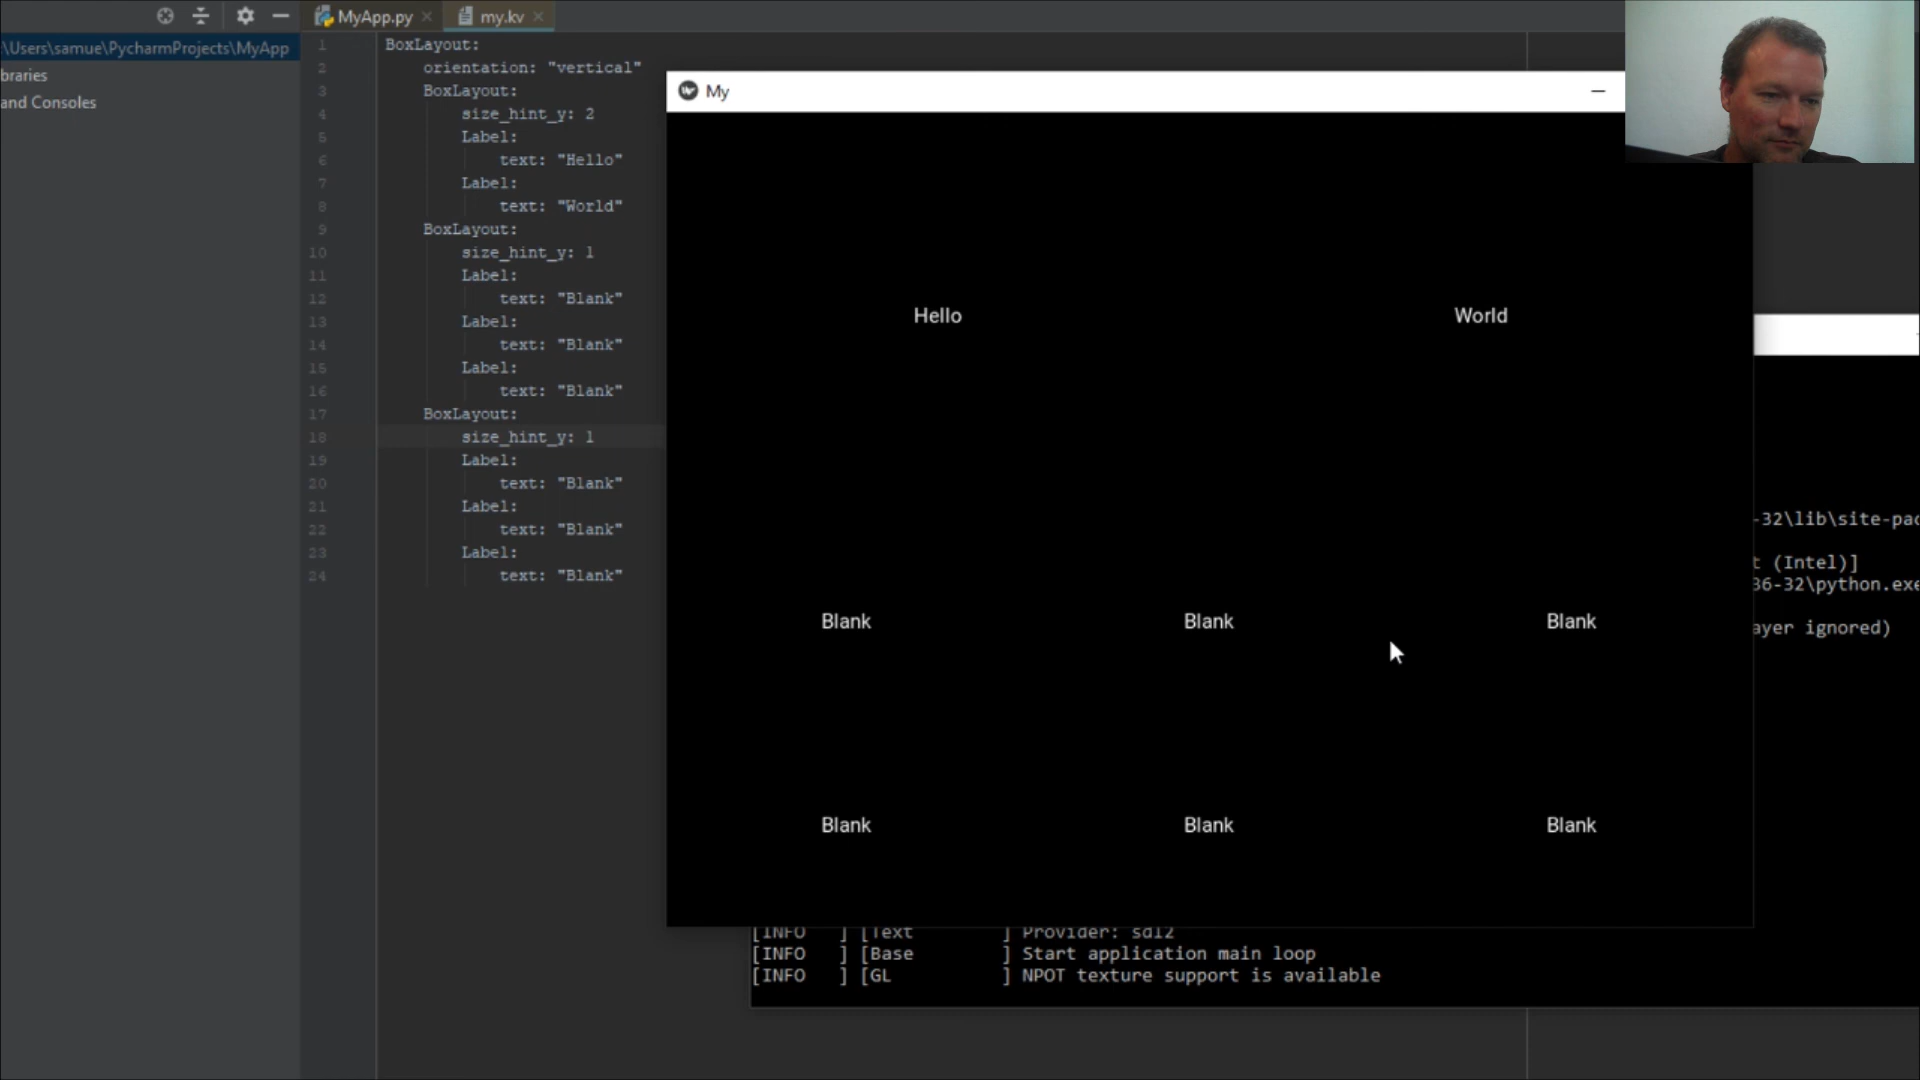 MyApp.py
my.kv
:\Users\samue\PycharmProjects\MyApp
braries
and Consoles
1 BoxLayout:
2 orientation: "vertical"
3 BoxLayout:
4 size_hint_y: 2
5 Label:
6 text: "Hello"
7 Label:
8 text: "World"
9 BoxLayout:
10 size_hint_y: 1
11 Label:
12 text: "Blank"
13 Label:
14 text: "Blank"
15 Label:
16 text: "Blank"
17 BoxLayout:
18 size_hint_y: 1
19 Label:
20 text: "Blank"
21 Label:
22 text: "Blank"
23 Label:
24 text: "Blank"
My
Hello World
Blank Blank Blank
Blank Blank Blank
-32\lib\site-pac
t (Intel)]
36-32\python.exe
ayer ignored)
[INFO ] [Text ] Provider: sdl2
[INFO ] [Base ] Start application main loop
[INFO ] [GL ] NPOT texture support is available